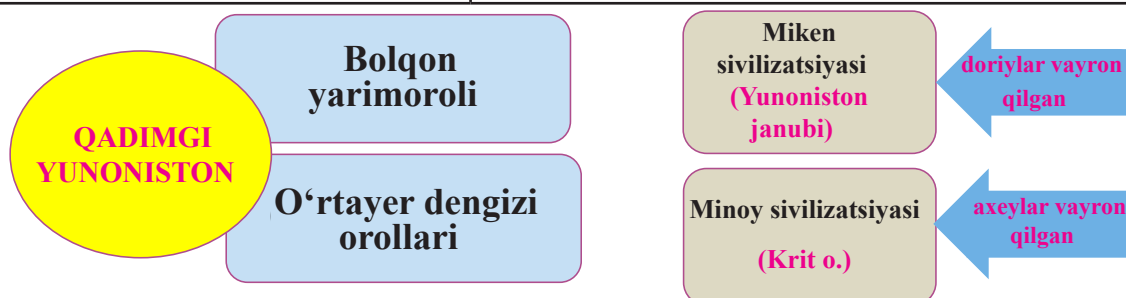 QADIMGI
YUNONISTON
Bolqon
yarimoroli
O‘rtayer dengizi
orollari
Miken
sivilizatsiyasi
(Yunoniston
janubi)
doriylar vayron
qilgan
Minoy sivilizatsiyasi
(Krit o.)
axeylar vayron
qilgan